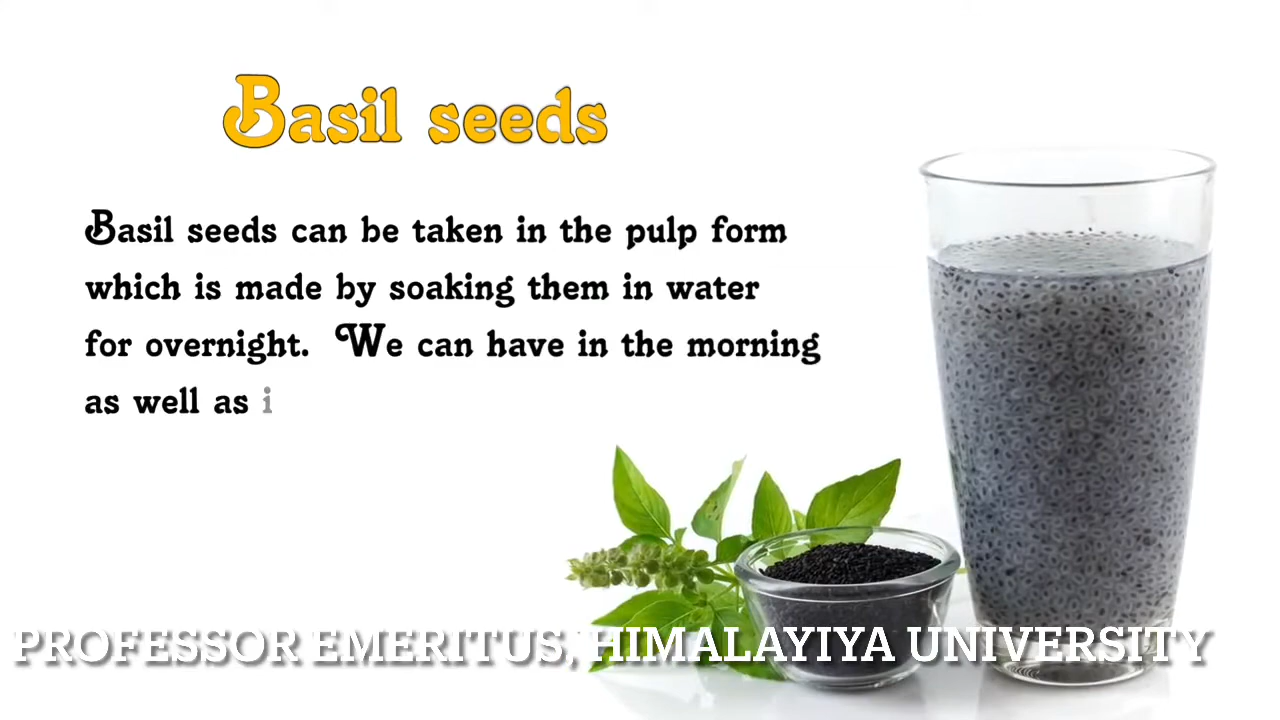 Basil seeds
Basil seeds can be taken in the pulp form
which is made by soaking them in water
for overnight. We can have in the morning
as well as i
PROFESSOR EMERITUS, HIMALAYIYA UNIVERSITY